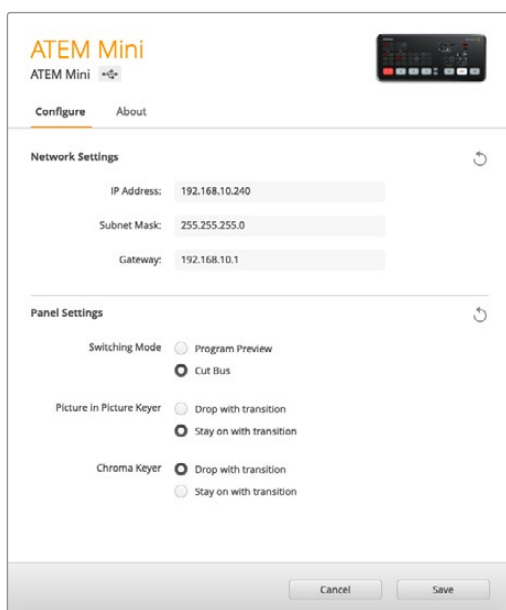 ATEM Mini
ATEM Mini
Configure About
Network Settings
IP Address: 192.168.10.240
Subnet Mask: 255.255.255.0
Gateway: 192.168.10.1
Panel Settings
Switching Mode Program Preview
Cut Bus
Picture in Picture Keyer Drop with transition
Stay on with transition
Chroma Keyer Drop with transition
Stay on with transition
Cancel Save